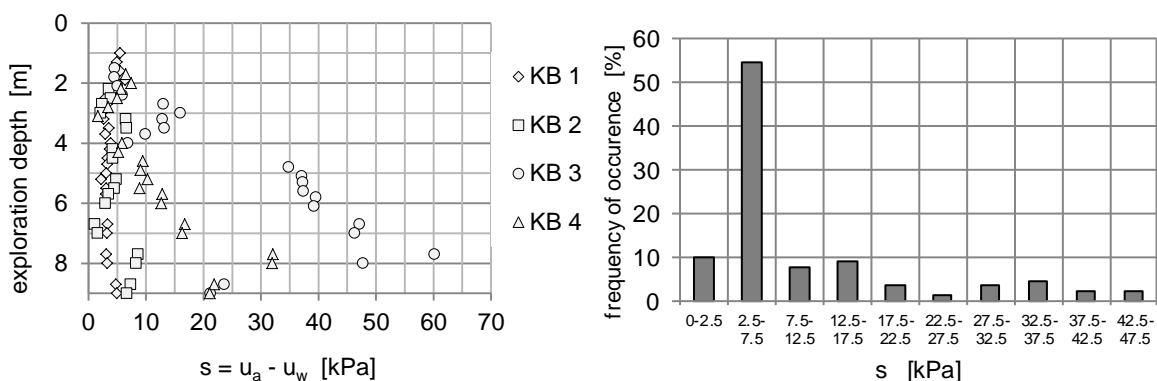 0
2
4
6
8
exploration depth [m]
0 10 20 30 40 50 60 70
s = ua - uw [kPa]
KB 1
KB 2
KB 3
KB 4
60
50
40
30
20
10
0
frequency of occurence [%]
0-2.5 2.5- 7.5- 12.5- 17.5- 22.5- 27.5- 32.5- 37.5- 42.5-
7.5 12.5 17.5 22.5 27.5 32.5 37.5 42.5 47.5
s [kPa]